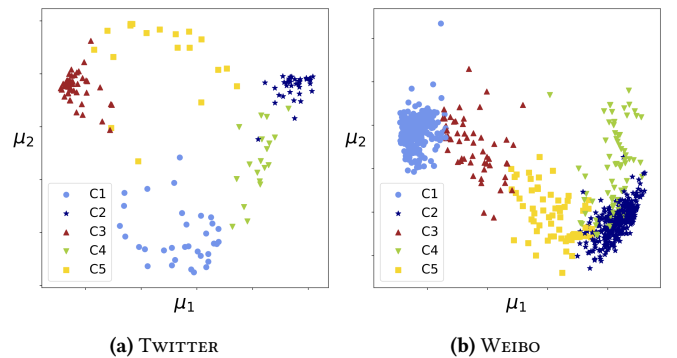 μ2
C1
C2
C3
C4
C5
μ1
(a) TWITTER
μ2
C1
C2
C3
C4
C5
μ1
(b) WEIBO